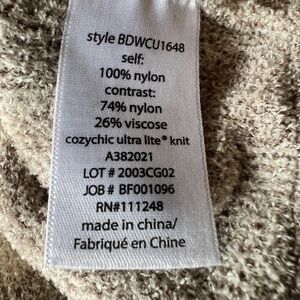 style BDWCU1648
self:
100% nylon
contrast:
74% nylon
26% viscose
cozychic ultra lite® knit
A382021
LOT # 2003CG02
JOB # BF001096
RN#111248
made in china/
Fabriqué en Chine